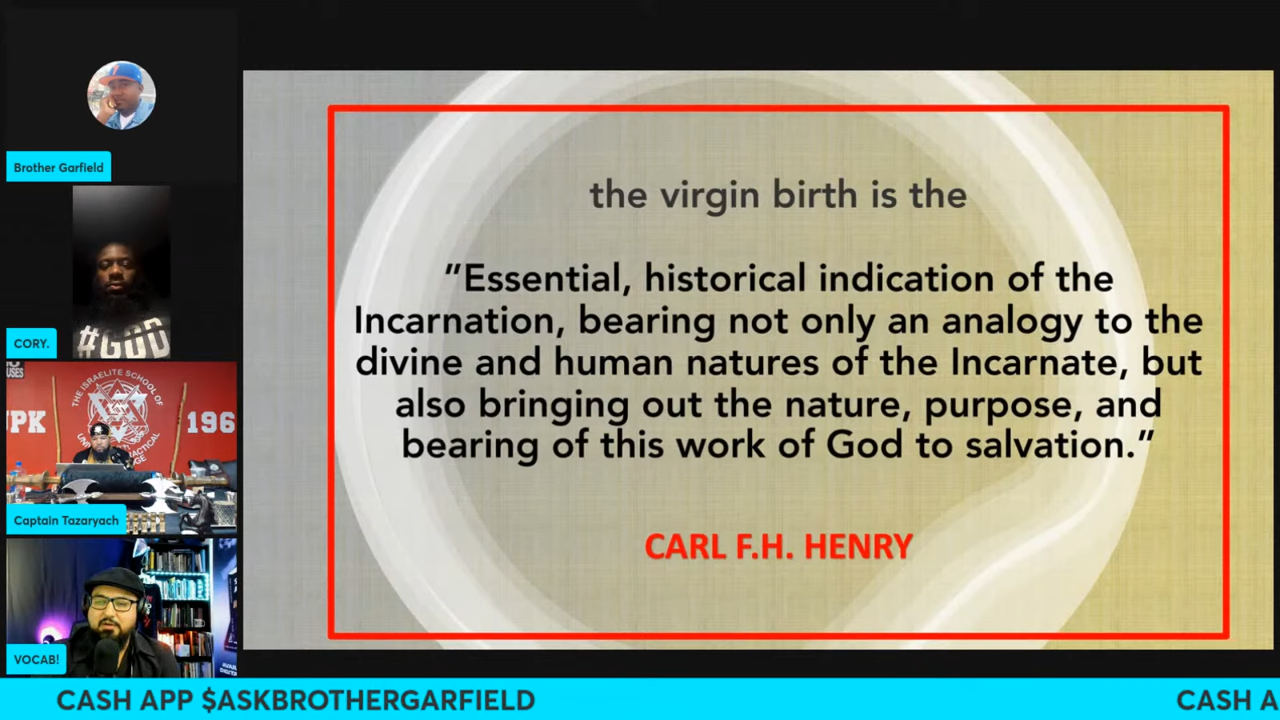 Brother Garfield
#GOD
CORY.
THE ISRAELITE SCHOOL OF
UPK
196
Captain Tazaryach
VOCAB!
the virgin birth is the
"Essential, historical indication of the
Incarnation, bearing not only an analogy to the
divine and human natures of the Incarnate, but
also bringing out the nature, purpose, and
bearing of this work of God to salvation."
CARL F.H. HENRY
CASH APP $ASKBROTHERGARFIELD
CASH A